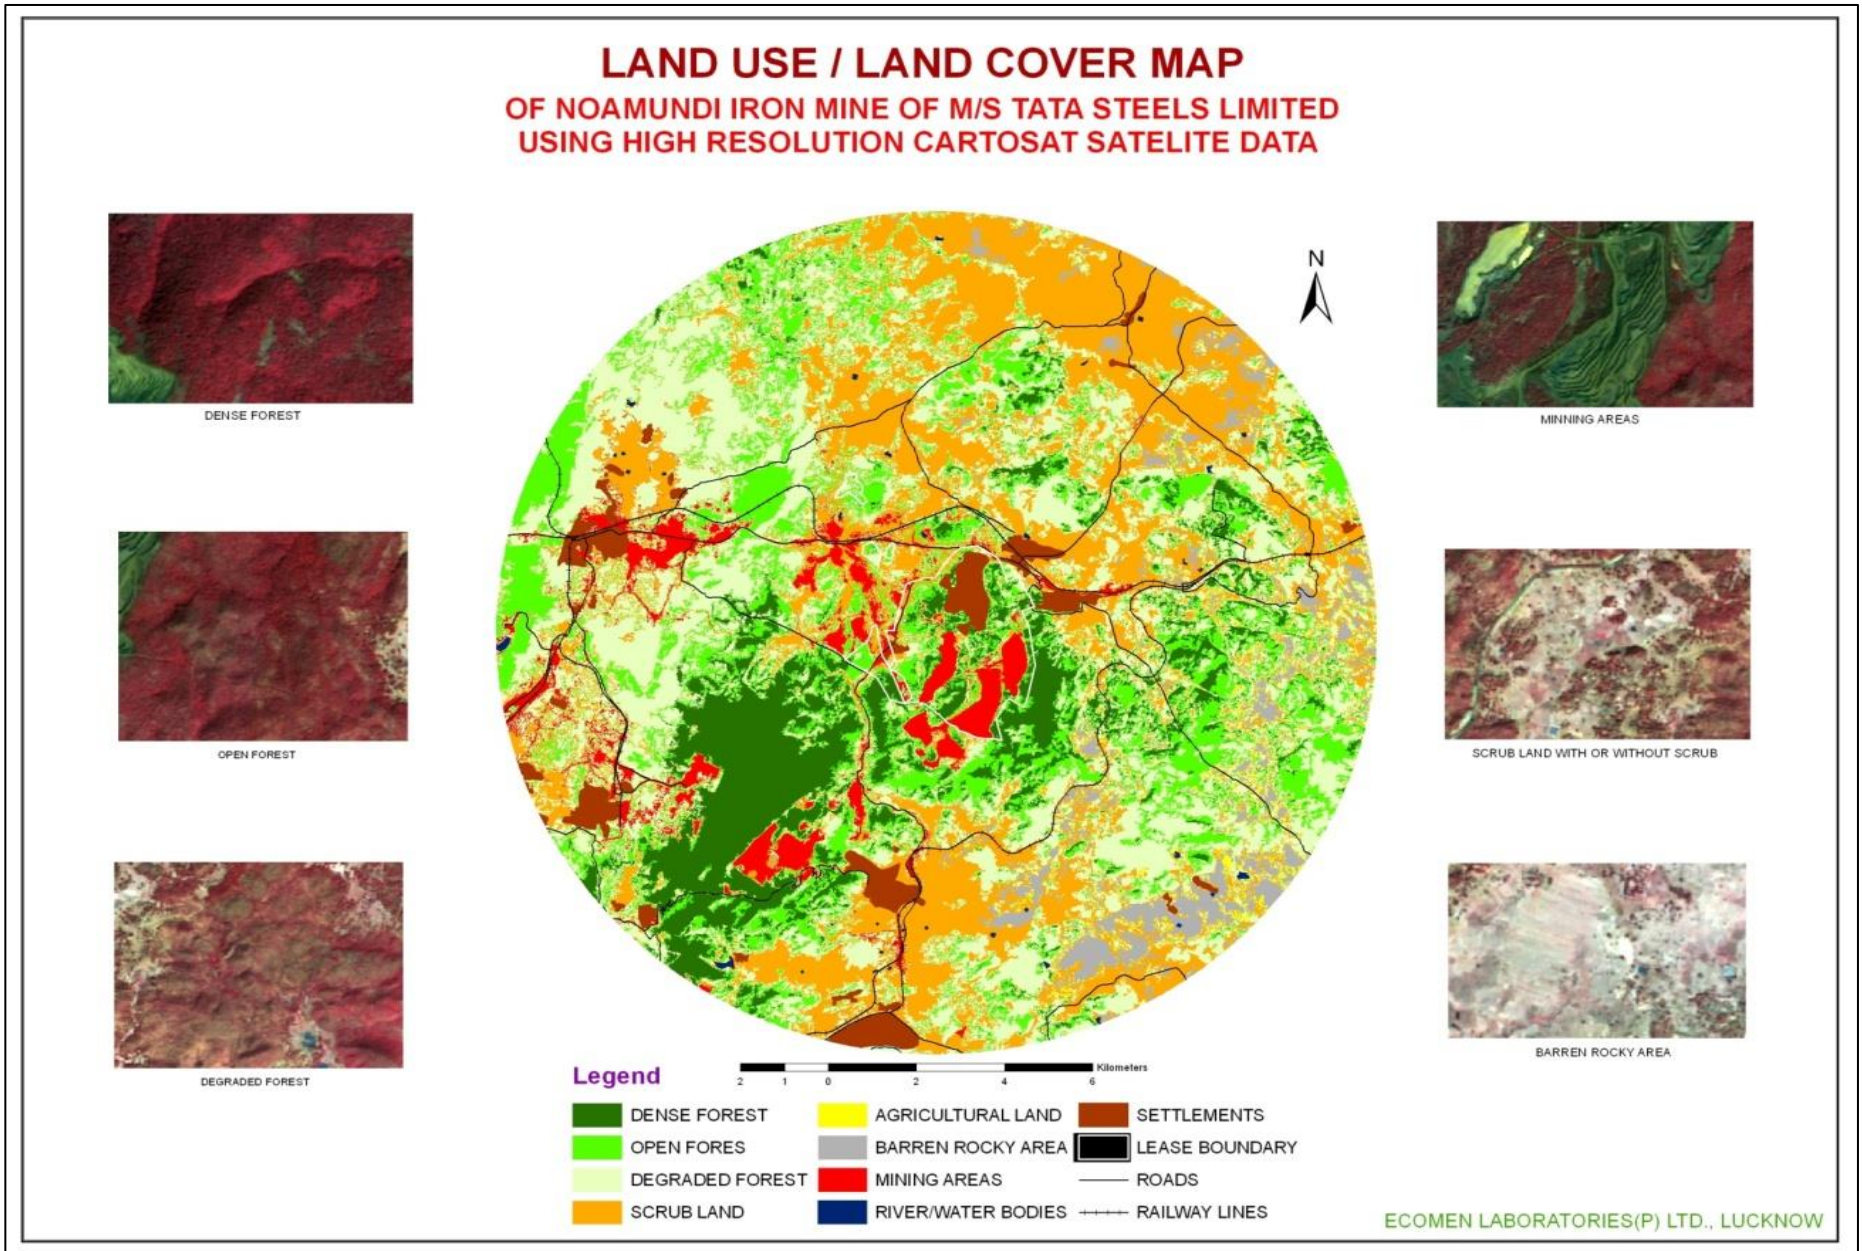 LAND USE / LAND COVER MAP
OF NOAMUNDI IRON MINE OF M/S TATA STEELS LIMITED
USING HIGH RESOLUTION CARTOSAT SATELITE DATA
DENSE FOREST
OPEN FOREST
DEGRADED FOREST
N
MINNING AREAS
SCRUB LAND WITH OR WITHOUT SCRUB
BARREN ROCKY AREA
Legend
2 1 0 2 4 6 Kilometers
DENSE FOREST
OPEN FORES
DEGRADED FOREST
SCRUB LAND
AGRICULTURAL LAND
BARREN ROCKY AREA
MINING AREAS
RIVER/WATER BODIES
SETTLEMENTS
LEASE BOUNDARY
ROADS
RAILWAY LINES
ECOMEN LABORATORIES(P) LTD., LUCKNOW